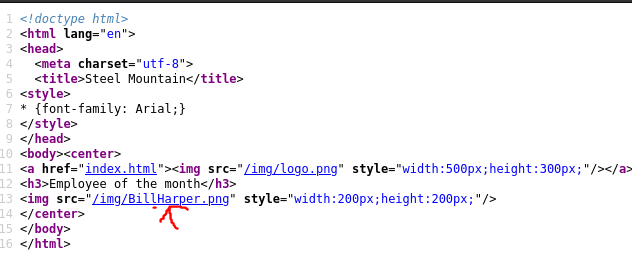 1 <!doctype html>
2 <html lang="en">
3 <head>
4 <meta charset="utf-8">
5 <title>Steel Mountain</title>
6 <style>
7 * {font-family: Arial;}
8 </style>
9 </head>
10 <body><center>
11 <a href="index.html"><img src="/img/logo.png" style="width:500px;height:300px;"/></a>
12 <h3>Employee of the month</h3>
13 <img src="/img/BillHarper.png" style="width:200px;height:200px;"/>
14 </center>
15 </body>
16 </html>